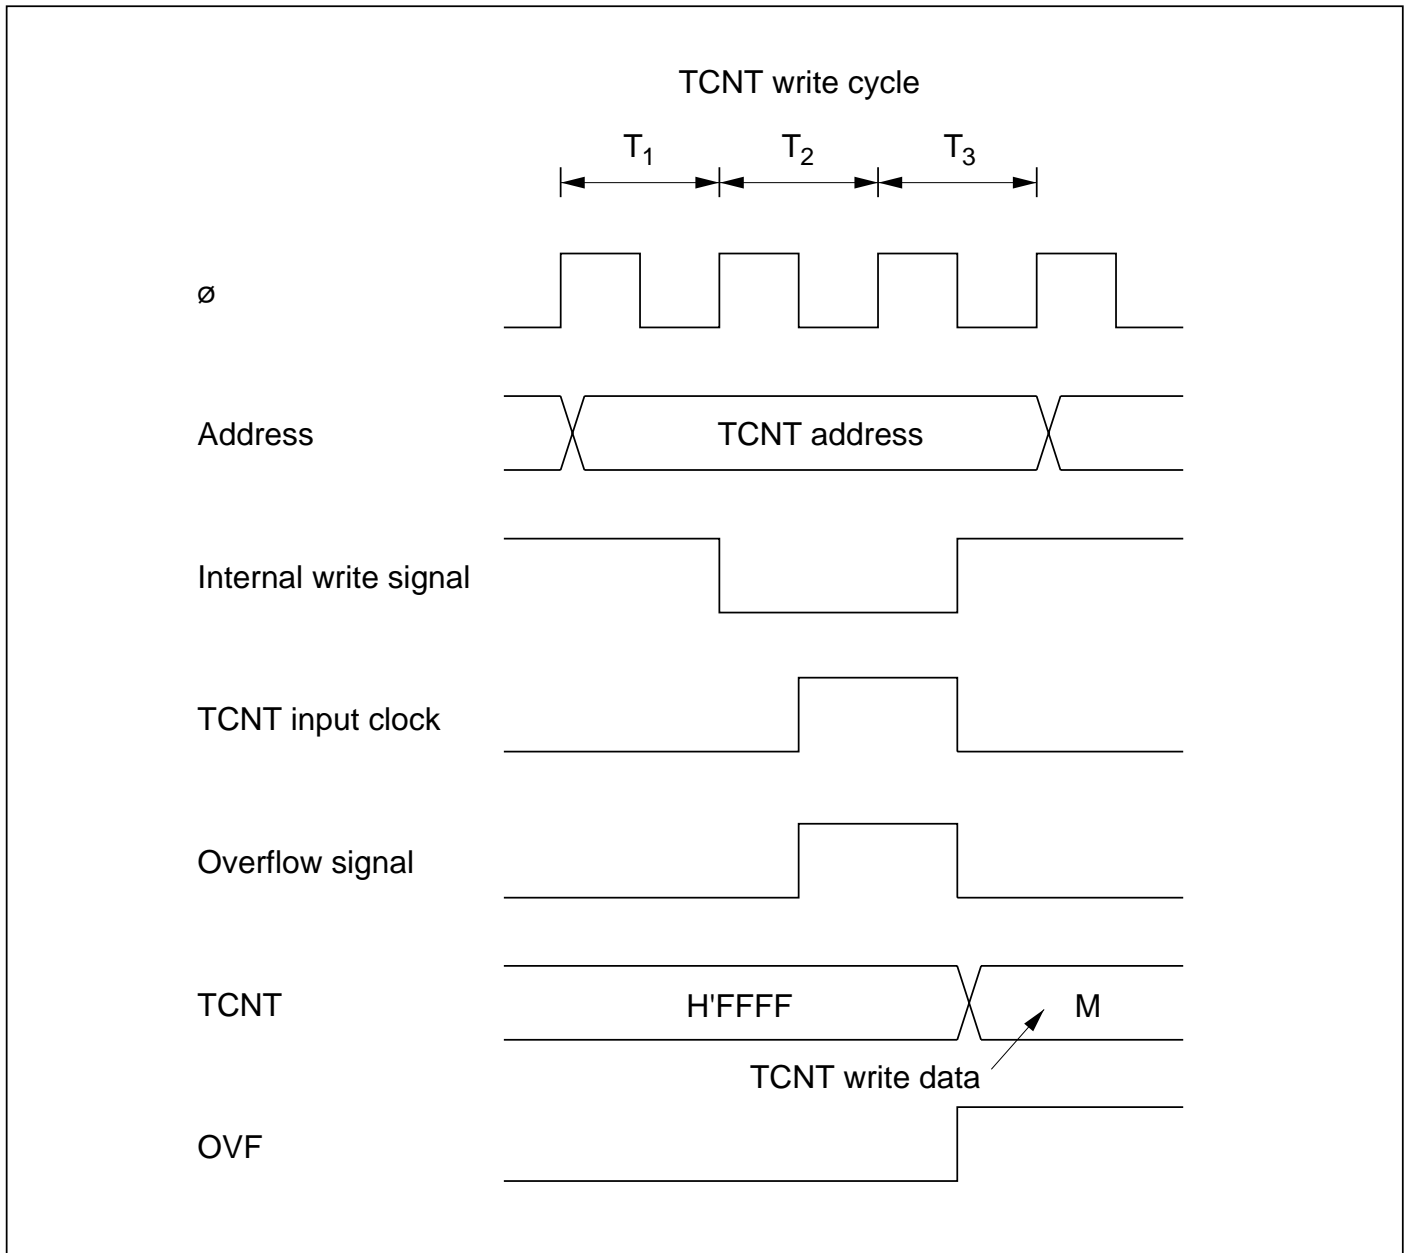 TCNT write cycle
T1 T2 T3
ø
Address TCNT address
Internal write signal
TCNT input clock
Overflow signal
TCNT H'FFFF M
TCNT write data
OVF